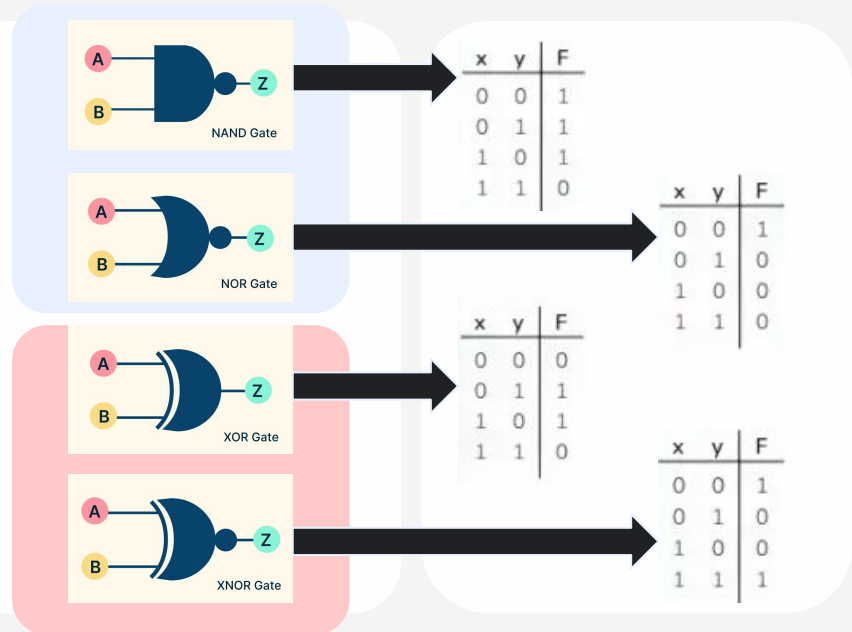 A
B
Z
NAND Gate
x y F
0 0 1
0 1 1
1 0 1
1 1 0
A
B
Z
NOR Gate
x y F
0 0 1
0 1 0
1 0 0
1 1 0
A
B
Z
XOR Gate
x y F
0 0 0
0 1 1
1 0 1
1 1 0
A
B
Z
XNOR Gate
x y F
0 0 1
0 1 0
1 0 0
1 1 1